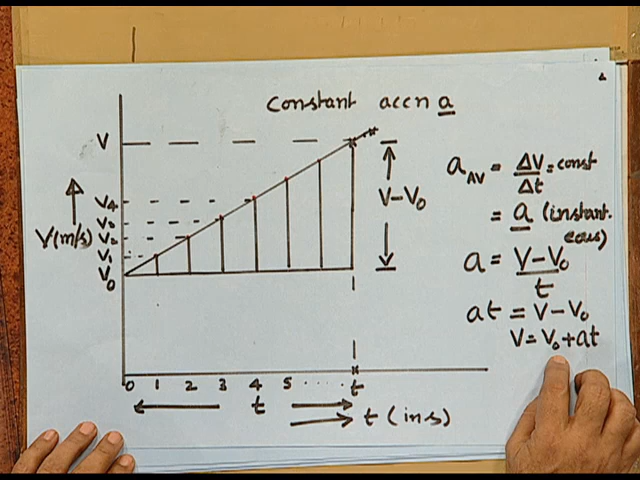 constant accn a
V
V4
V3
V2
V1
V0
V(m/s)
V-V0
0 1 2 3 4 5 ..... t
t
t (in s)
aAV = ΔV/Δt = const
= a (instant.
eous)
a = V-V0/t
at = V-V0
V = V0+at